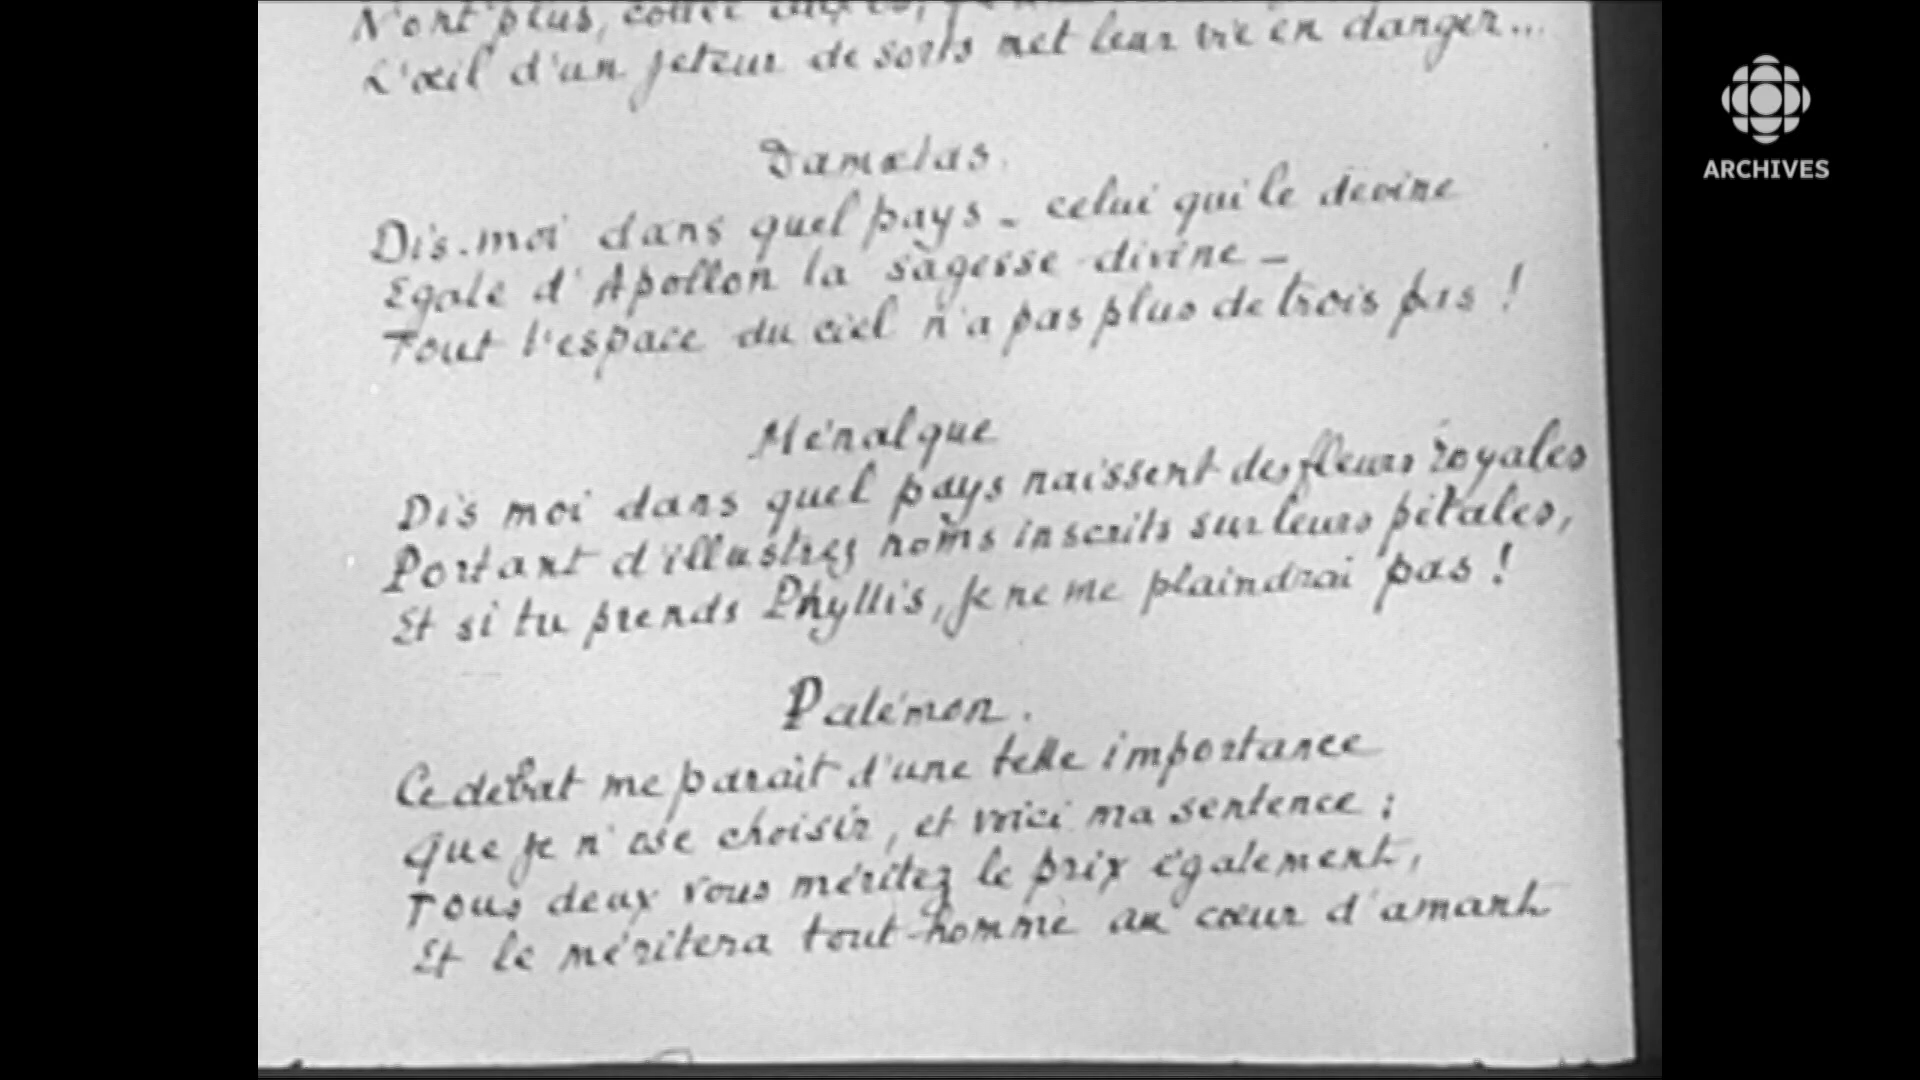 N'ont plus,
L'œil d'un jeteur de sorts met leur vie en danger...
Damœtas.
Dis-moi dans quel pays - celui qui le devine
Egale d'Apollon la sagesse divine -
Tout l'espace du ciel n'a pas plus de trois pas !
Ménalque
Dis moi dans quel pays naissent des fleurs royales
Portant d'illustres noms inscrits sur leurs pétales,
Et si tu prends Phyllis, je ne me plaindrai pas !
Palémon.
Ce débat me paraît d'une telle importance
Que je n'ose choisir, et voici ma sentence :
Tous deux vous méritez le prix également,
Et le méritera tout homme au cœur d'amant
ARCHIVES